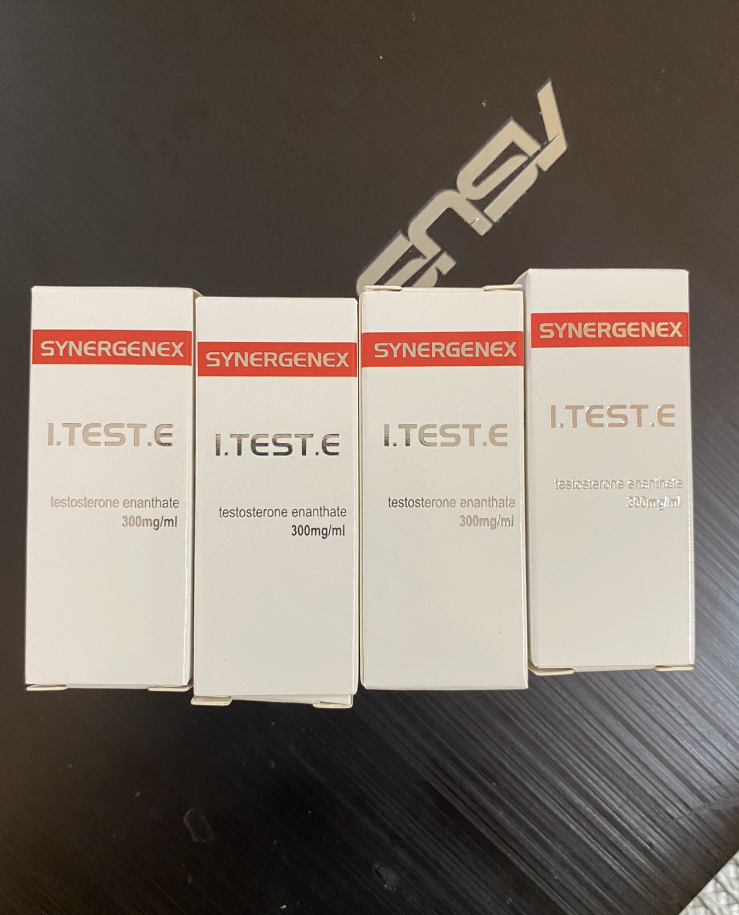 /SUS
SYNERGENEX
I.TEST.E
testosterone enanthate
300mg/ml
SYNERGENEX
I.TEST.E
testosterone enanthate
300mg/ml
SYNERGENEX
I.TEST.E
testosterone enanthate
300mg/ml
SYNERGENEX
I.TEST.E
testosterone enanthate
300mg/ml